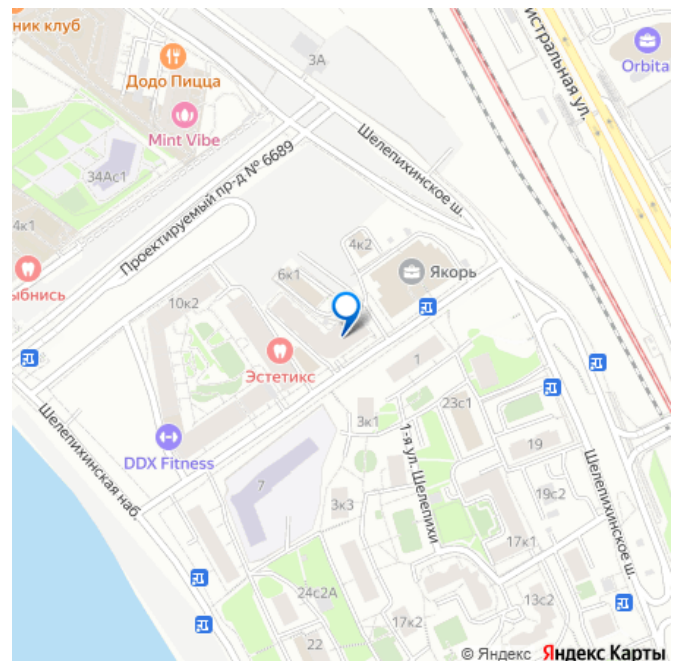 ник клуб
3А
Додо Пицца
Orbita
истральная ул.
Mint Vibe
Шелепихинское ш.
34Ас1
Проектируемый пр-д № 6689
4к1
4к2
Якорь
ыбнись
6к1
10к2
Эстетикс
1
Шелепихинская наб.
DDX Fitness
3к1
23с1
1-я ул. Шелепихи
19
Шелепихинское ш.
7
3к3
19с2
17к1
24с2А
13с2
17к2
22
© Яндекс Яндекс Карты